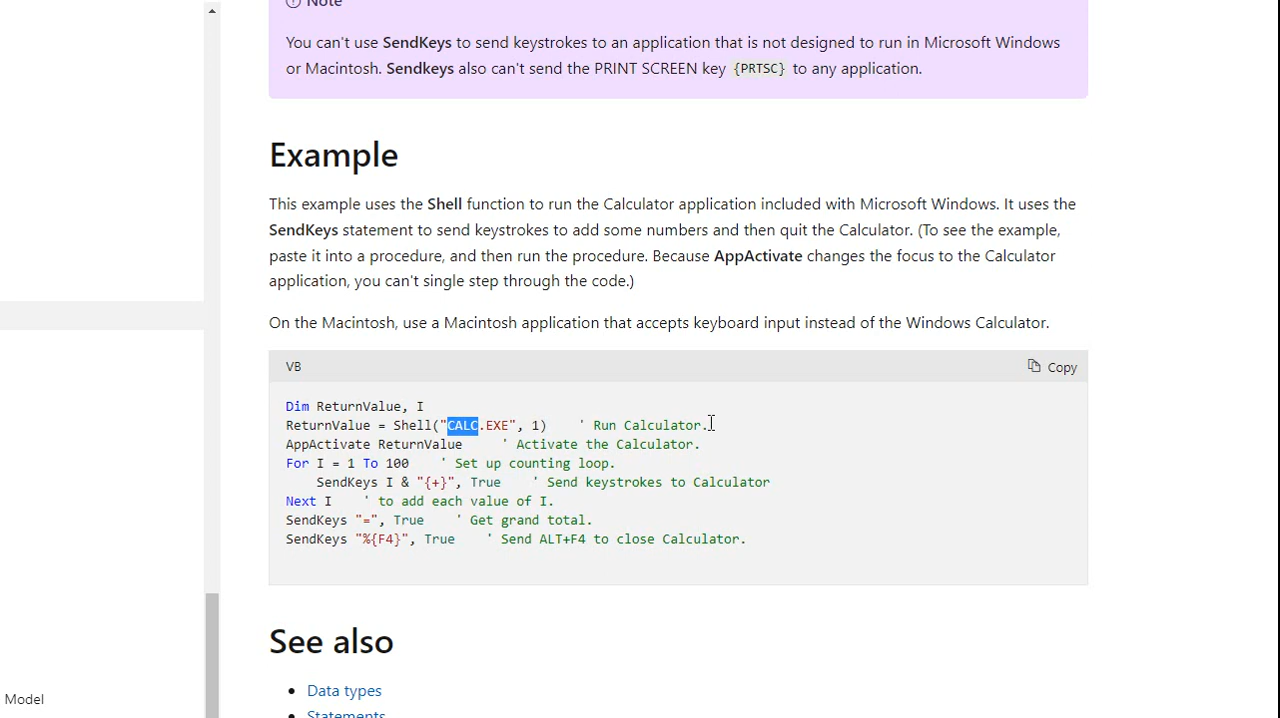 Note
You can't use SendKeys to send keystrokes to an application that is not designed to run in Microsoft Windows
or Macintosh. Sendkeys also can't send the PRINT SCREEN key {PRTSC} to any application.
Example
This example uses the Shell function to run the Calculator application included with Microsoft Windows. It uses the
SendKeys statement to send keystrokes to add some numbers and then quit the Calculator. (To see the example,
paste it into a procedure, and then run the procedure. Because AppActivate changes the focus to the Calculator
application, you can't single step through the code.)
On the Macintosh, use a Macintosh application that accepts keyboard input instead of the Windows Calculator.
VB
Copy
Dim ReturnValue, I
ReturnValue = Shell("CALC.EXE", 1)    ' Run Calculator.
AppActivate ReturnValue     ' Activate the Calculator.
For I = 1 To 100    ' Set up counting loop.
    SendKeys I & "{+}", True    ' Send keystrokes to Calculator
Next I    ' to add each value of I.
SendKeys "=", True    ' Get grand total.
SendKeys "%{F4}", True    ' Send ALT+F4 to close Calculator.
See also
Data types
Statements
Model